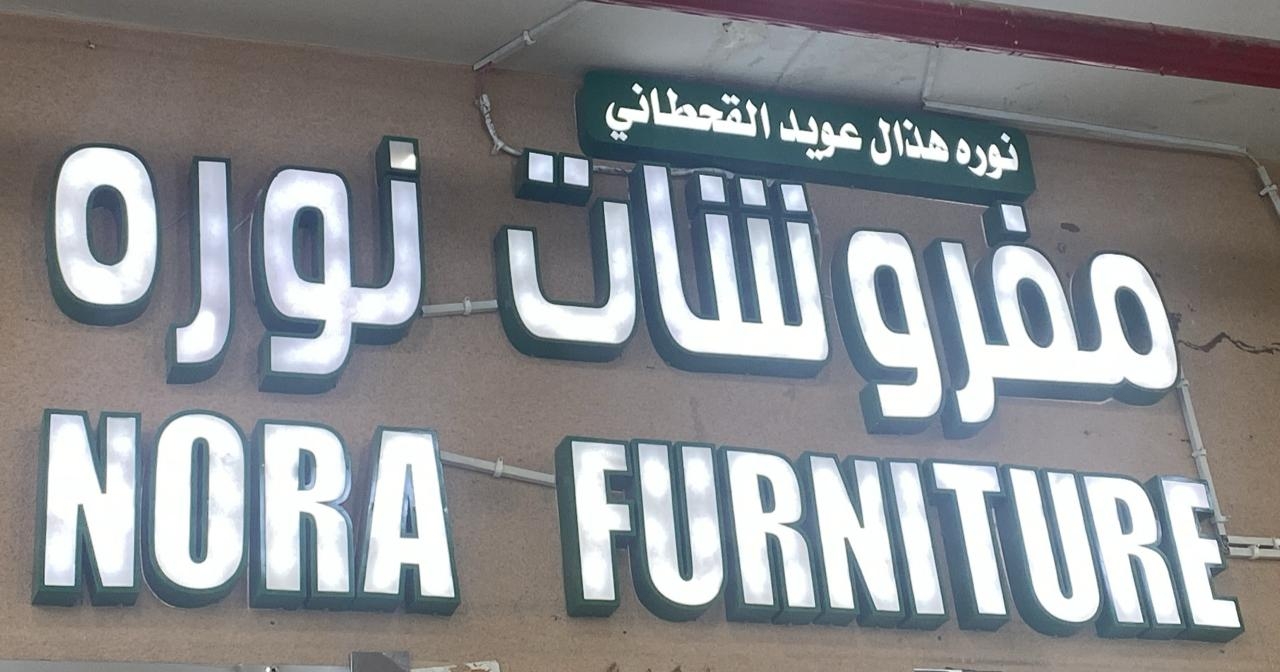 نوره هذال عويد القحطاني
مفروشات نوره
NORA FURNITURE